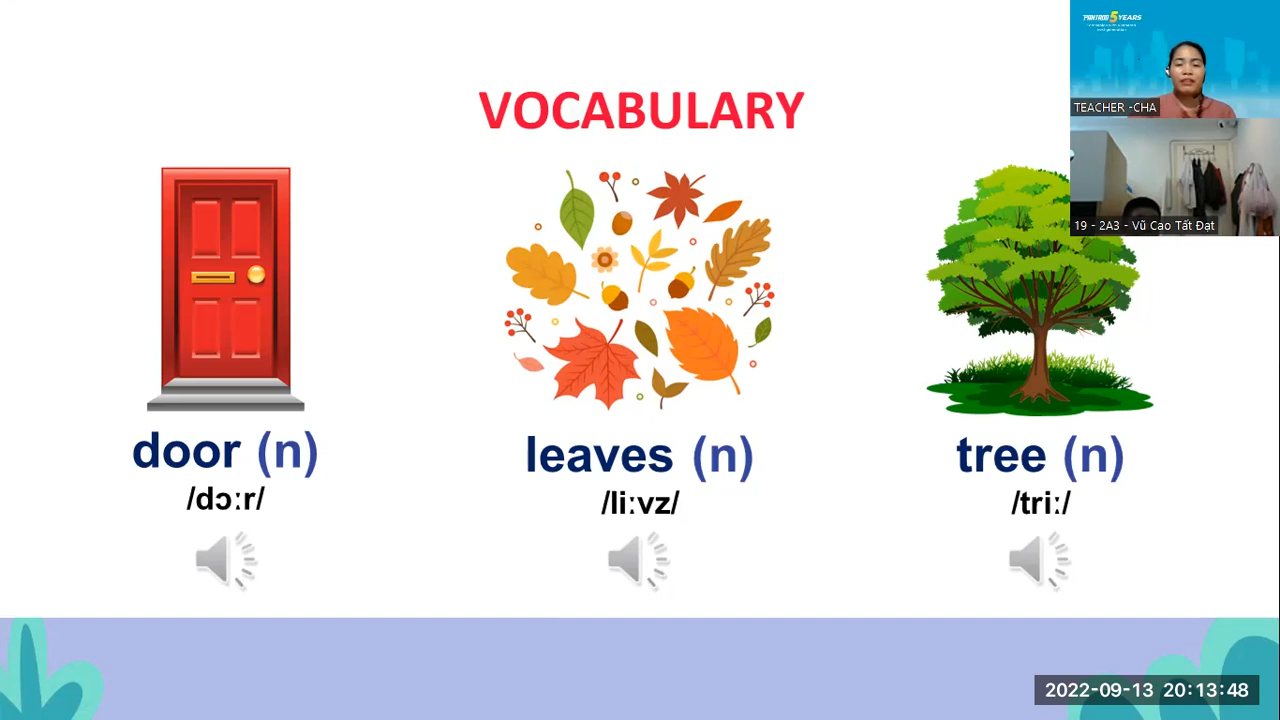 VOCABULARY
door (n)
/dɔːr/
leaves (n)
/liːvz/
tree (n)
/triː/
5 YEARS
TEACHER -CHA
19 - 2A3 - Vũ Cao Tất Đạt
2022-09-13 20:13:48